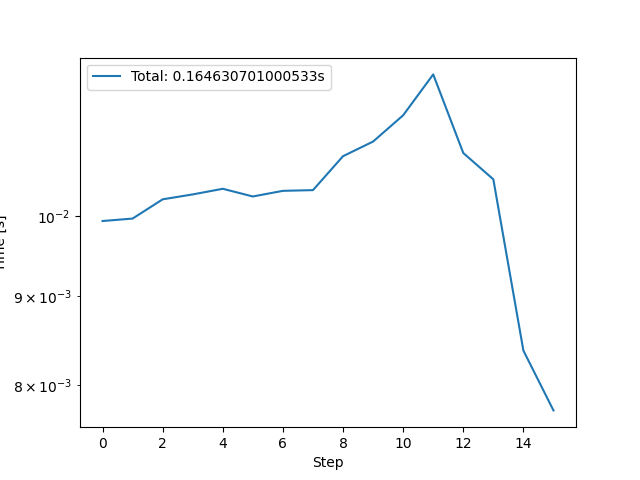 Total: 0.164630701000533s
10⁻²
9 × 10⁻³
8 × 10⁻³
0 2 4 6 8 10 12 14
Step